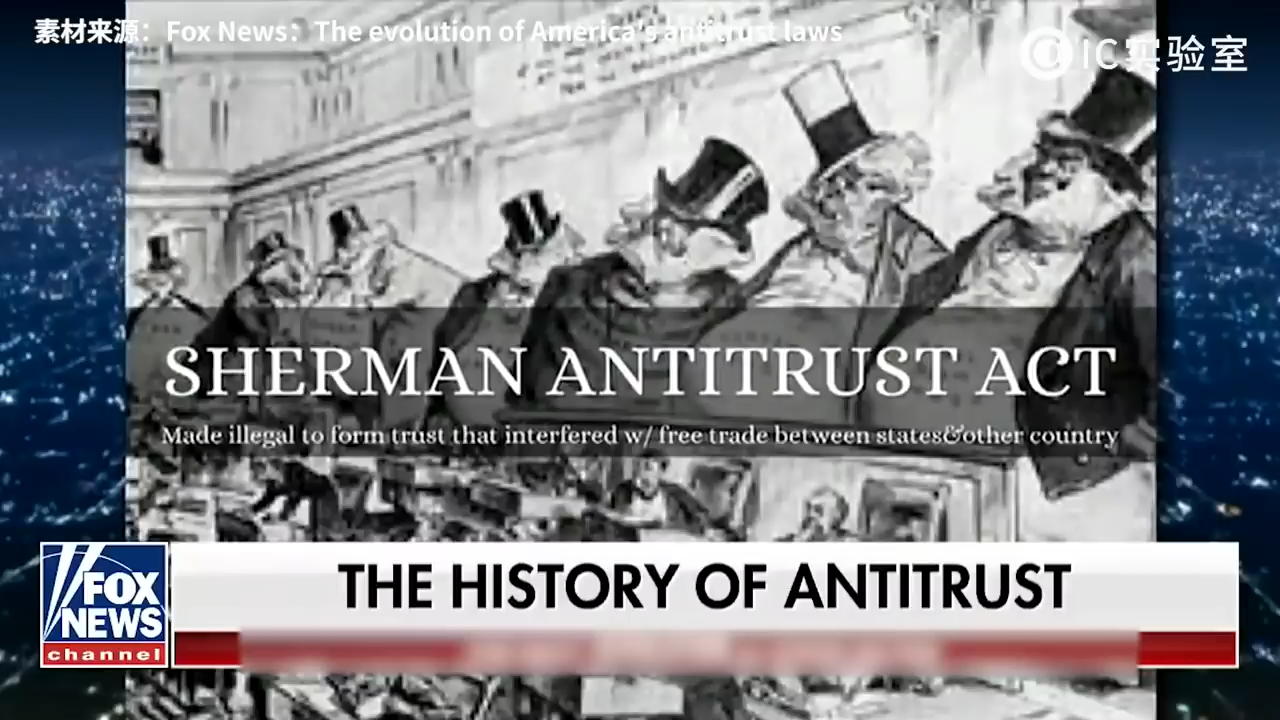 素材来源：Fox News：The evolution of America's antitrust laws
IC实验室
SHERMAN ANTITRUST ACT
Made illegal to form trust that interfered w/ free trade between states&other country
FOX
NEWS
channel
THE HISTORY OF ANTITRUST